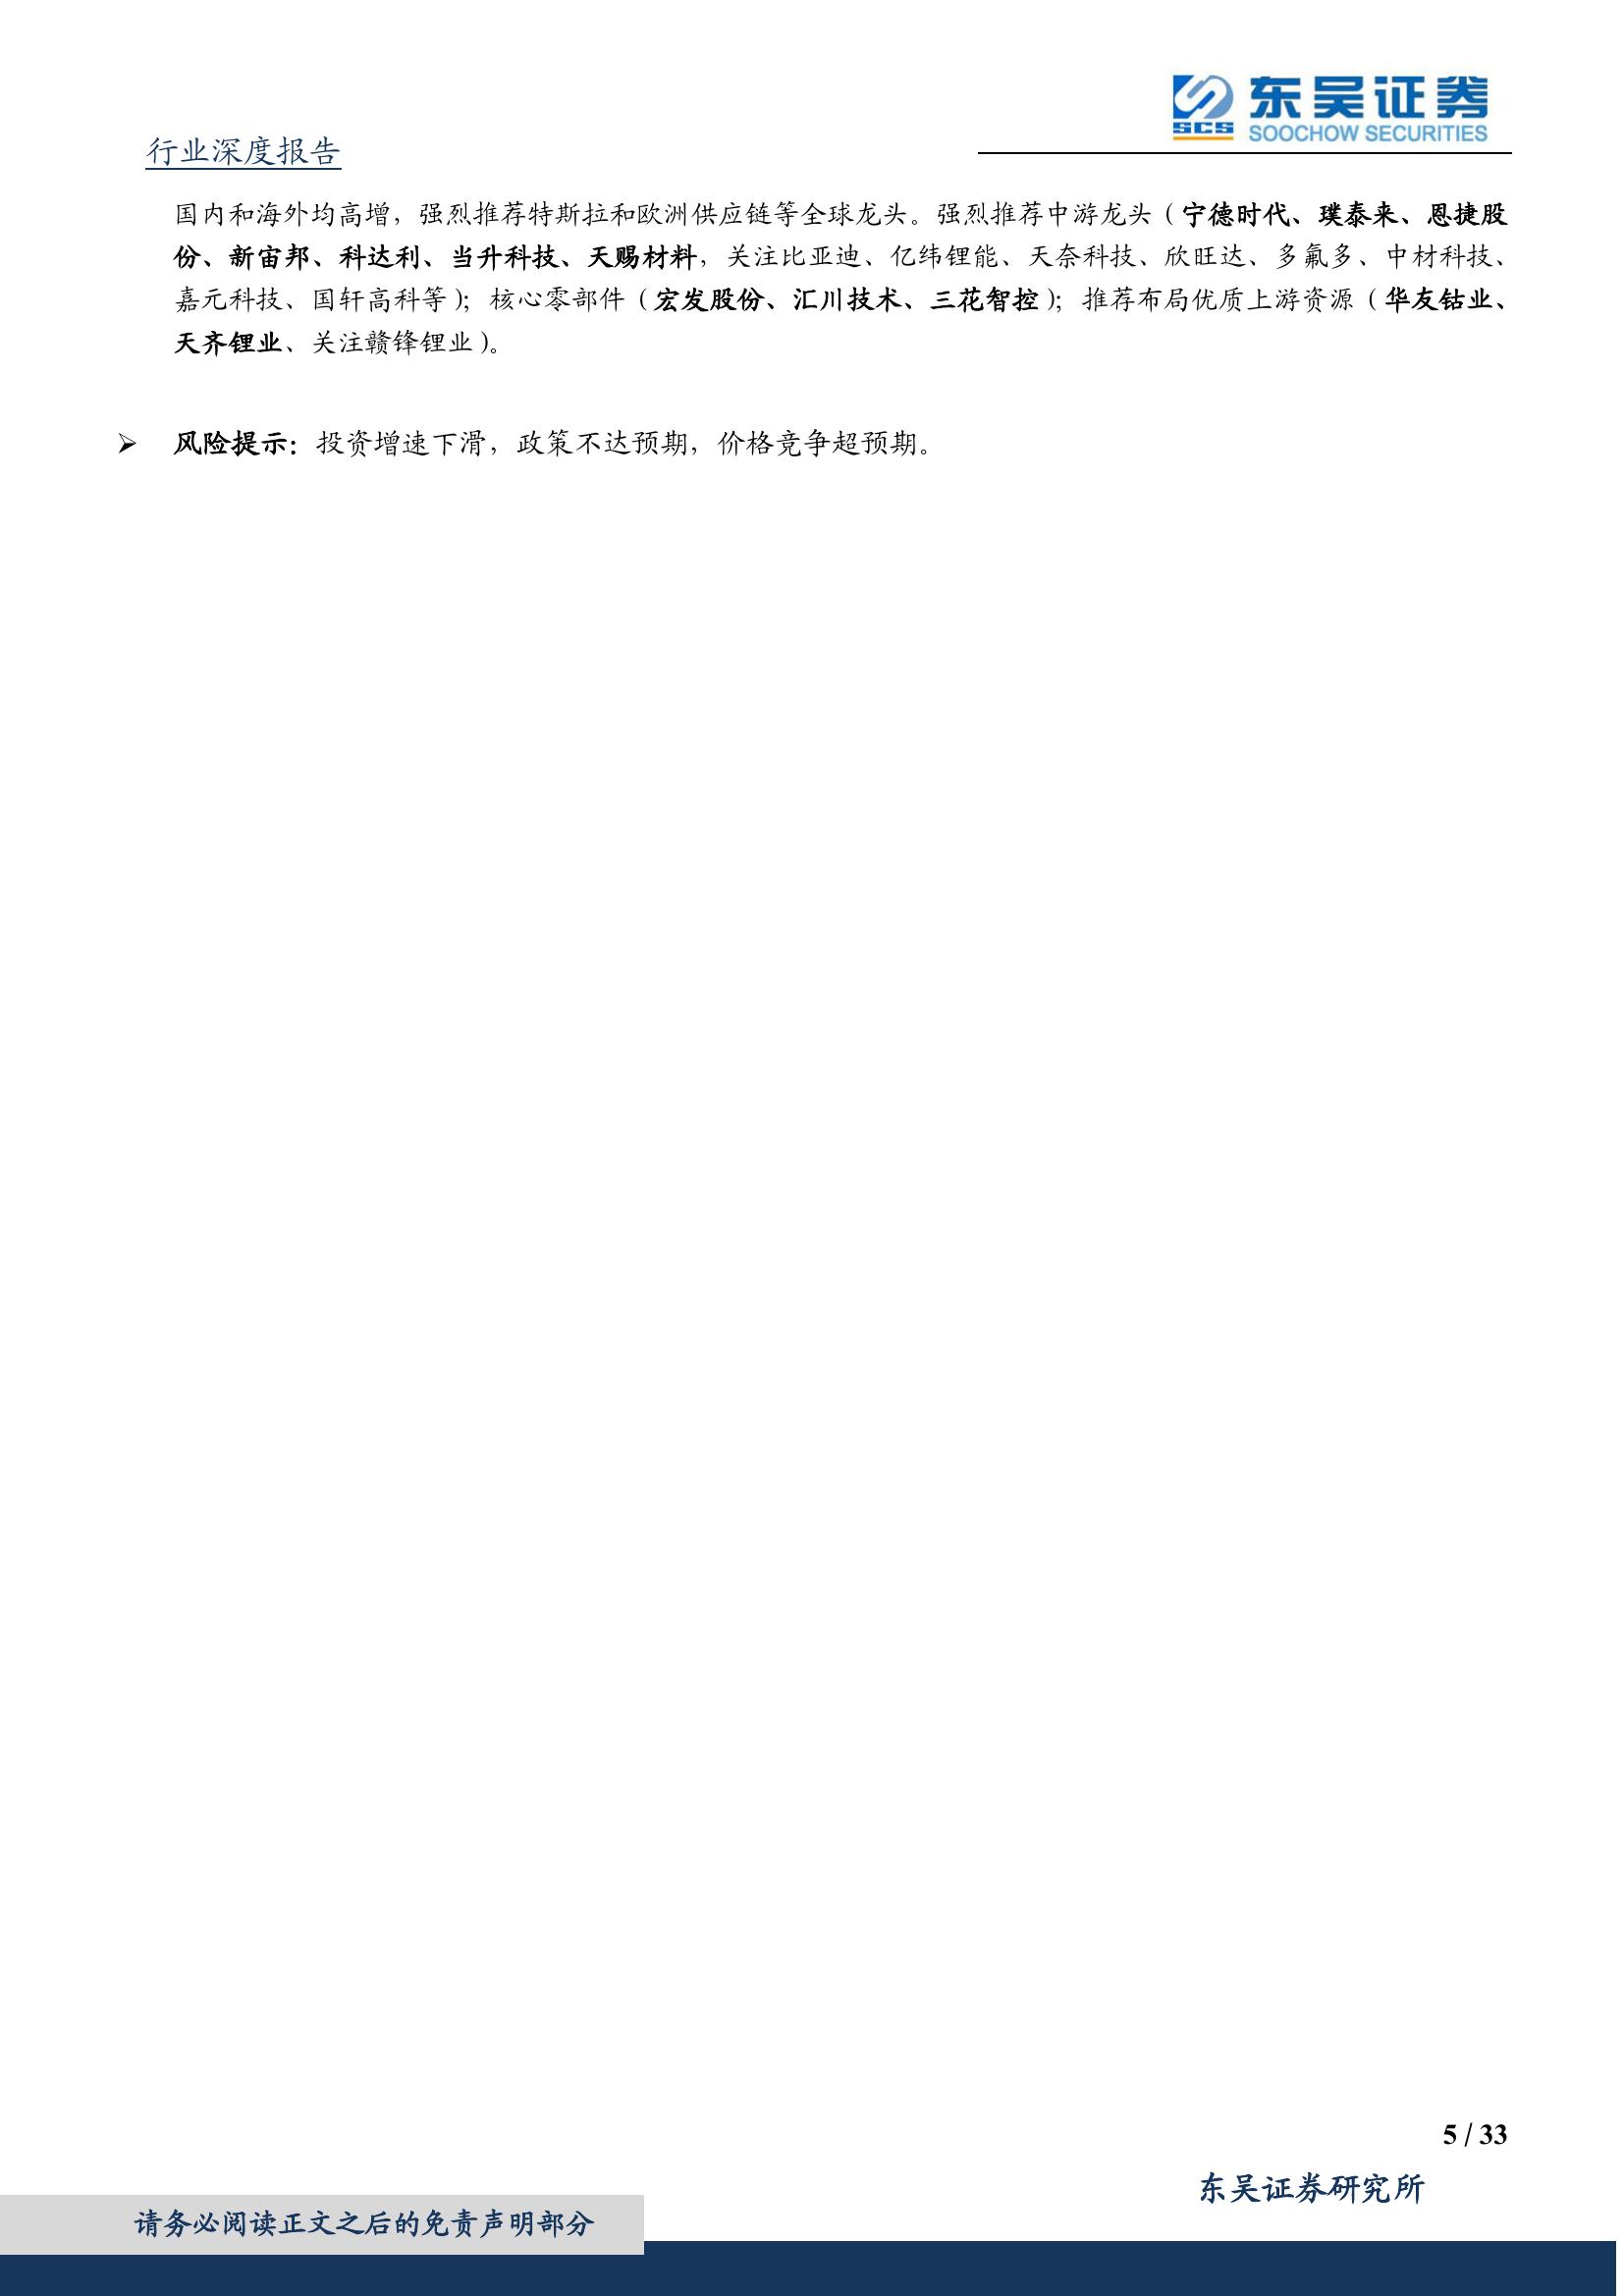 东吴证券
SCS
SOOCHOW SECURITIES
行业深度报告
国内和海外均高增，强烈推荐特斯拉和欧洲供应链等全球龙头。强烈推荐中游龙头（宁德时代、璞泰来、恩捷股
份、新宙邦、科达利、当升科技、天赐材料，关注比亚迪、亿纬锂能、天奈科技、欣旺达、多氟多、中材科技、
嘉元科技、国轩高科等）；核心零部件（宏发股份、汇川技术、三花智控）；推荐布局优质上游资源（华友钴业、
天齐锂业、关注赣锋锂业）。
➢ 风险提示：投资增速下滑，政策不达预期，价格竞争超预期。
5 / 33
东吴证券研究所
请务必阅读正文之后的免责声明部分